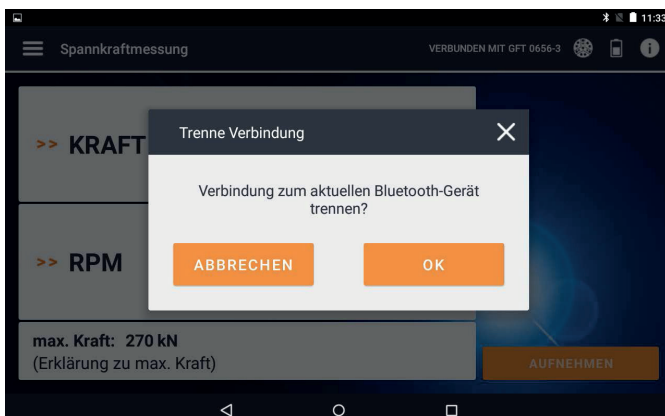 11:33
Spannkraftmessung
VERBUNDEN MIT GFT 0656-3
>> KRAFT
Trenne Verbindung
Verbindung zum aktuellen Bluetooth-Gerät
trennen?
ABBRECHEN
OK
>> RPM
max. Kraft: 270 kN
(Erklärung zu max. Kraft)
AUFNEHMEN